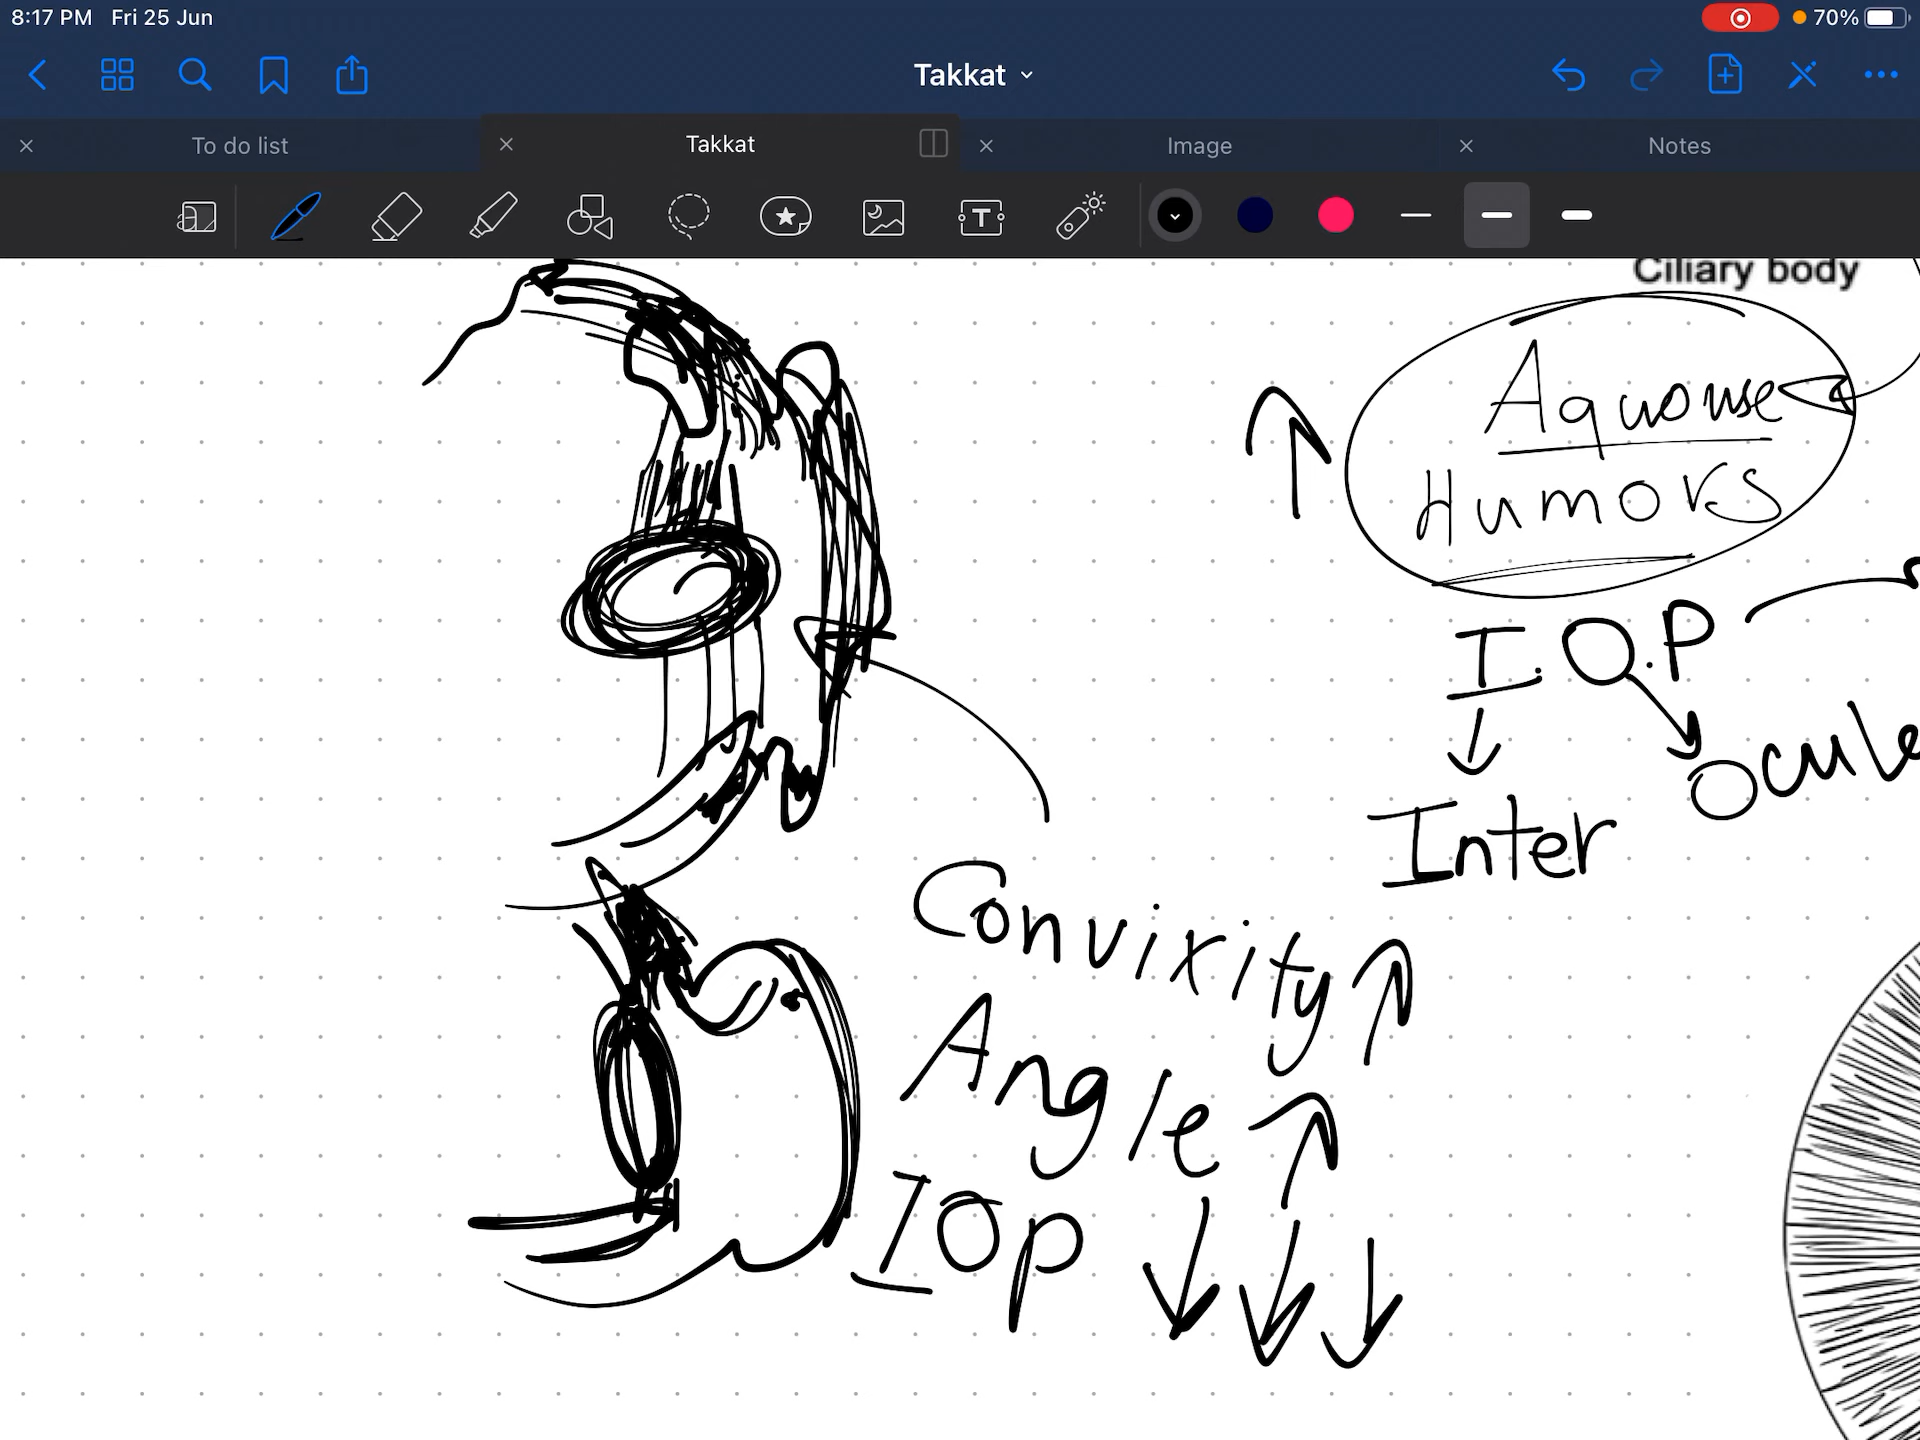 8:17 PM Fri 25 Jun
70%
Takkat
To do list
Takkat
Image
Notes
T
Ciliary body
Aquouse
Humors
I.O.P
Ocule
Inter
Convixity ↑
Angle ↑
IOP ↓↓↓